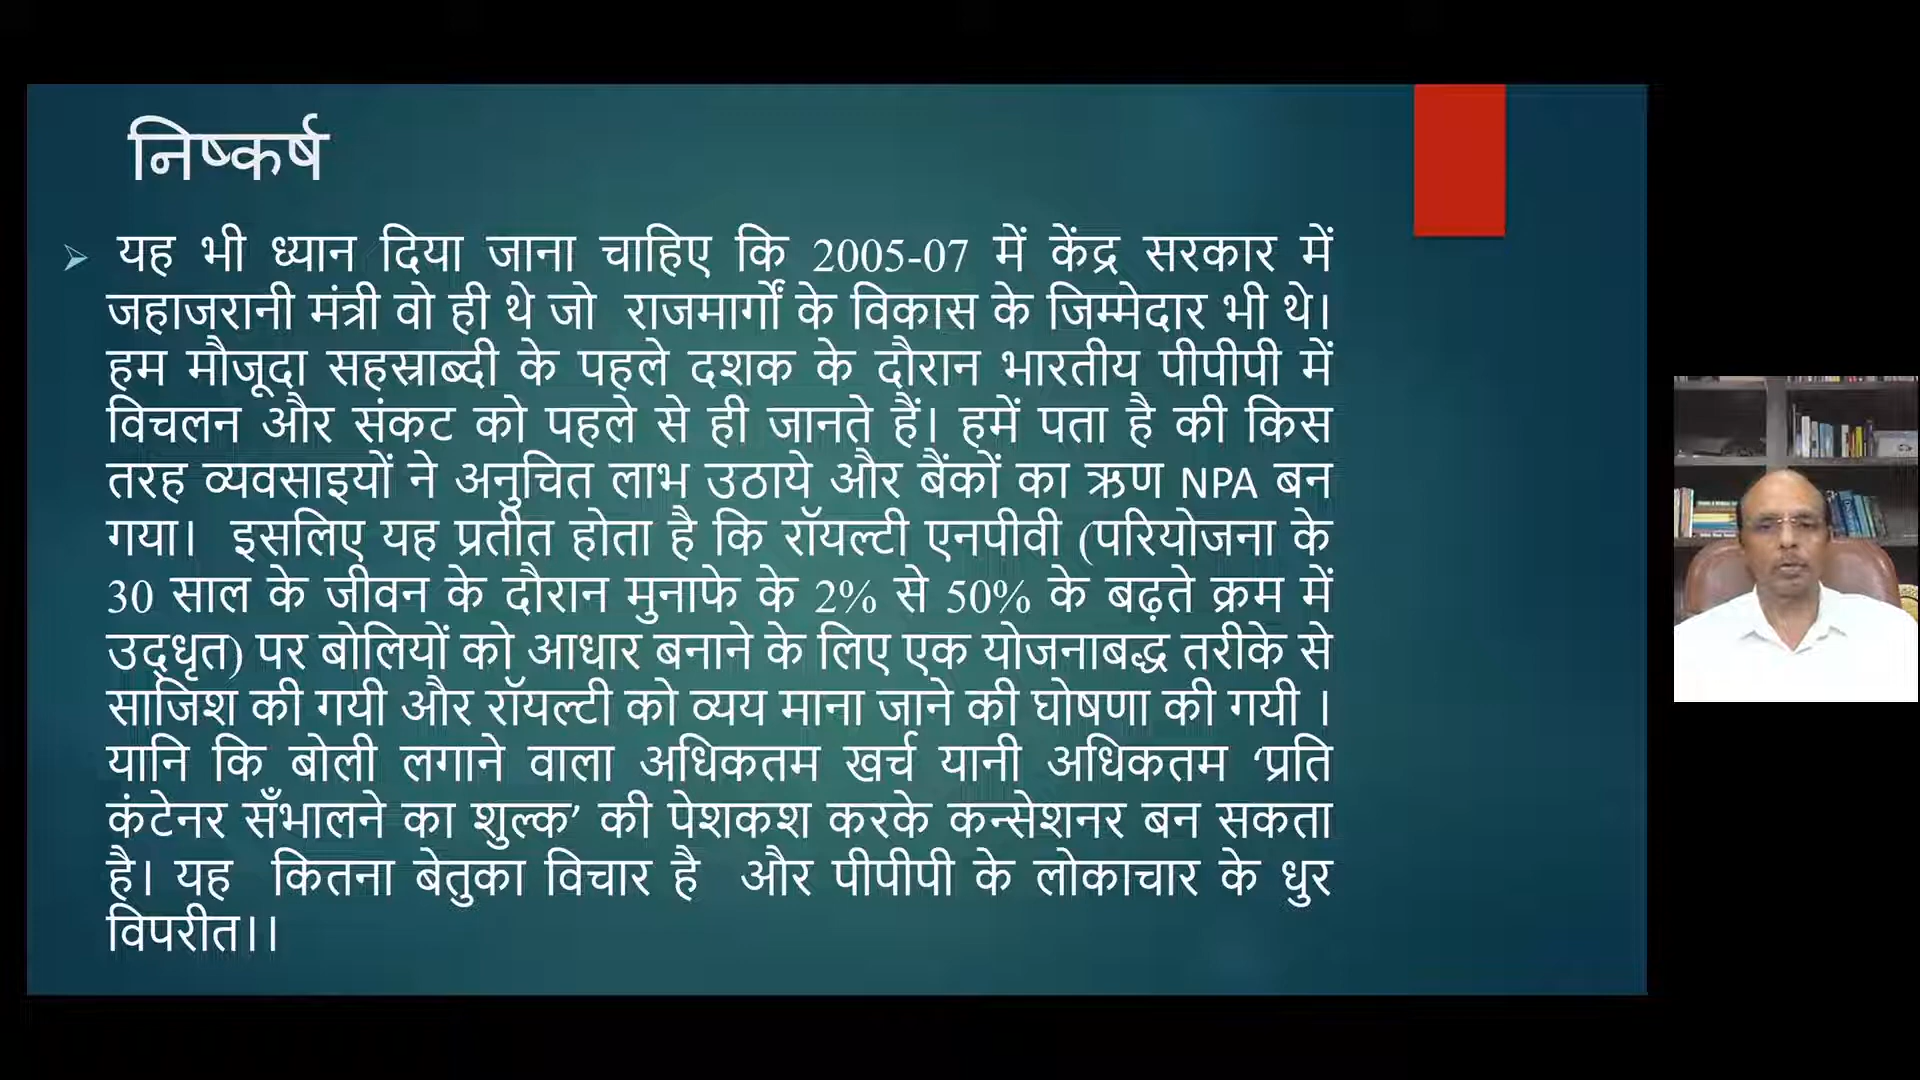 निष्कर्ष
यह भी ध्यान दिया जाना चाहिए कि 2005-07 में केंद्र सरकार में
जहाजरानी मंत्री वो ही थे जो राजमार्गों के विकास के जिम्मेदार भी थे।
हम मौजूदा सहस्राब्दी के पहले दशक के दौरान भारतीय पीपीपी में
विचलन और संकट को पहले से ही जानते हैं। हमें पता है की किस
तरह व्यवसाइयों ने अनुचित लाभ उठाये और बैंकों का ऋण NPA बन
गया। इसलिए यह प्रतीत होता है कि रॉयल्टी एनपीवी (परियोजना के
30 साल के जीवन के दौरान मुनाफे के 2% से 50% के बढ़ते क्रम में
उद्धृत) पर बोलियों को आधार बनाने के लिए एक योजनाबद्ध तरीके से
साजिश की गयी और रॉयल्टी को व्यय माना जाने की घोषणा की गयी ।
यानि कि बोली लगाने वाला अधिकतम खर्च यानी अधिकतम ‘प्रति
कंटेनर सँभालने का शुल्क’ की पेशकश करके कन्सेशनर बन सकता
है। यह कितना बेतुका विचार है और पीपीपी के लोकाचार के धुर
विपरीत।।